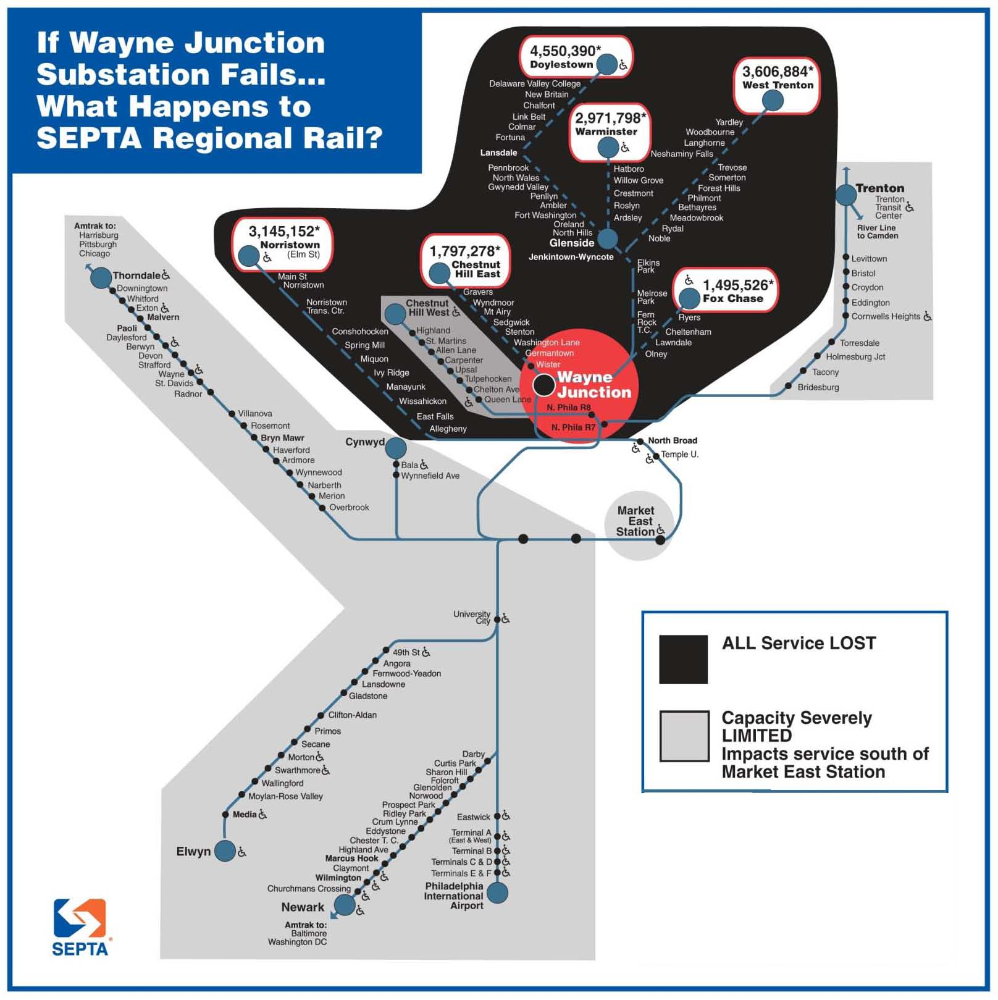 If Wayne Junction
Substation Fails...
What Happens to
SEPTA Regional Rail?
4,550,390*
Doylestown
Delaware Valley College
New Britain
Chalfont
Link Belt
Colmar
Fortuna
Lansdale
Pennbrook
North Wales
Gwynedd Valley
Penllyn
Ambler
Fort Washington
Oreland
North Hills
Glenside
Jenkintown-Wyncote
2,971,798*
Warminster
Hatboro
Willow Grove
Crestmont
Roslyn
Ardsley
3,606,884*
West Trenton
Yardley
Woodbourne
Langhorne
Neshaminy Falls
Trevose
Somerton
Forest Hills
Philmont
Bethayres
Meadowbrook
Rydal
Noble
Elkins
Park
Melrose
Park
Fern
Rock
T.C.
1,495,526*
Fox Chase
Ryers
Cheltenham
Lawndale
Olney
3,145,152*
Norristown
(Elm St)
Main St
Norristown
Norristown
Trans. Ctr.
Conshohocken
Spring Mill
Miquon
Ivy Ridge
Manayunk
Wissahickon
East Falls
Allegheny
1,797,278*
Chestnut
Hill East
Gravers
Wyndmoor
Mt Airy
Sedgwick
Stenton
Washington Lane
Germantown
Wister
Chestnut
Hill West
Highland
St. Martins
Allen Lane
Carpenter
Upsal
Tulpehocken
Chelton Ave
Queen Lane
Wayne
Junction
N. Phila R8
N. Phila R7
North Broad
Temple U.
Market
East
Station
Trenton
Trenton
Transit
Center
River Line
to Camden
Levittown
Bristol
Croydon
Eddington
Cornwells Heights
Torresdale
Holmesburg Jct
Tacony
Bridesburg
Amtrak to:
Harrisburg
Pittsburgh
Chicago
Thorndale
Downingtown
Whitford
Exton
Malvern
Paoli
Daylesford
Berwyn
Devon
Strafford
Wayne
St. Davids
Radnor
Villanova
Rosemont
Bryn Mawr
Haverford
Ardmore
Wynnewood
Narberth
Merion
Overbrook
Cynwyd
Bala
Wynnefield Ave
University
City
49th St
Angora
Fernwood-Yeadon
Lansdowne
Gladstone
Clifton-Aldan
Primos
Secane
Morton
Swarthmore
Wallingford
Moylan-Rose Valley
Media
Elwyn
Darby
Curtis Park
Sharon Hill
Folcroft
Glenolden
Norwood
Prospect Park
Ridley Park
Crum Lynne
Eddystone
Chester T. C.
Highland Ave
Marcus Hook
Claymont
Wilmington
Churchmans Crossing
Newark
Amtrak to:
Baltimore
Washington DC
Eastwick
Terminal A
(East & West)
Terminal B
Terminals C & D
Terminals E & F
Philadelphia
International
Airport
ALL Service LOST
Capacity Severely
LIMITED
Impacts service south of
Market East Station
SEPTA